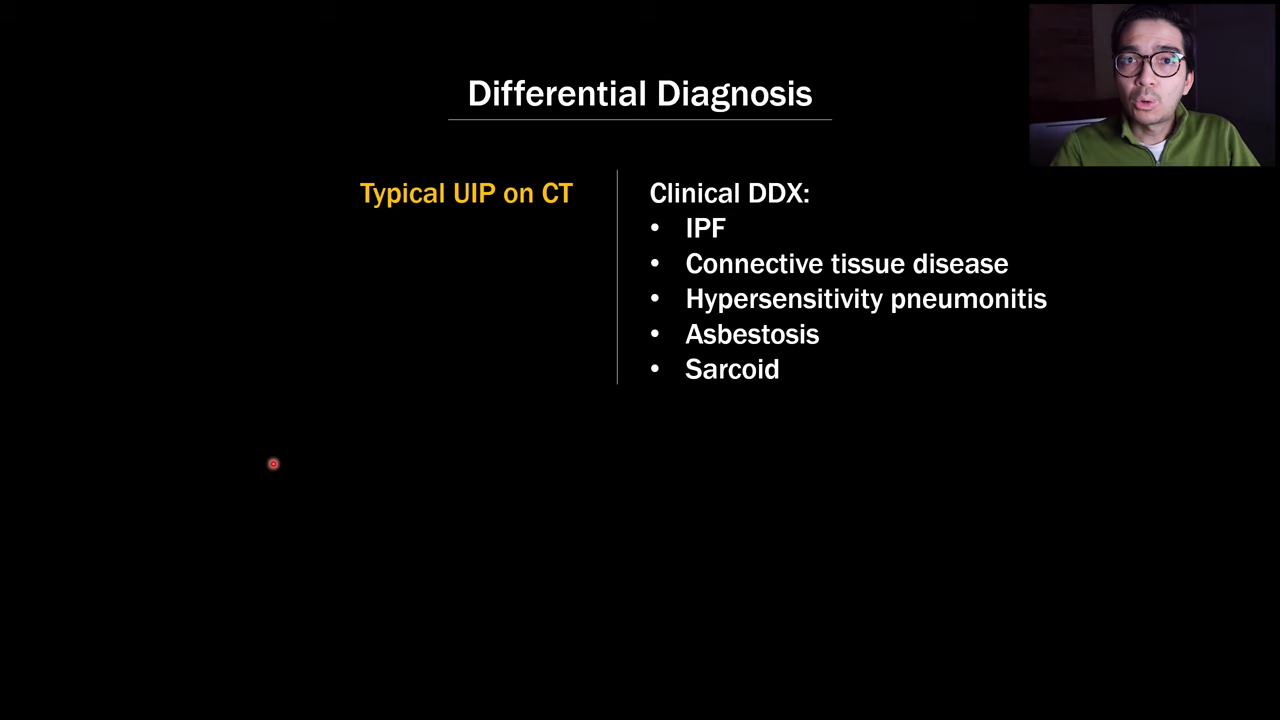 Differential Diagnosis
Typical UIP on CT
Clinical DDX:
• IPF
• Connective tissue disease
• Hypersensitivity pneumonitis
• Asbestosis
• Sarcoid